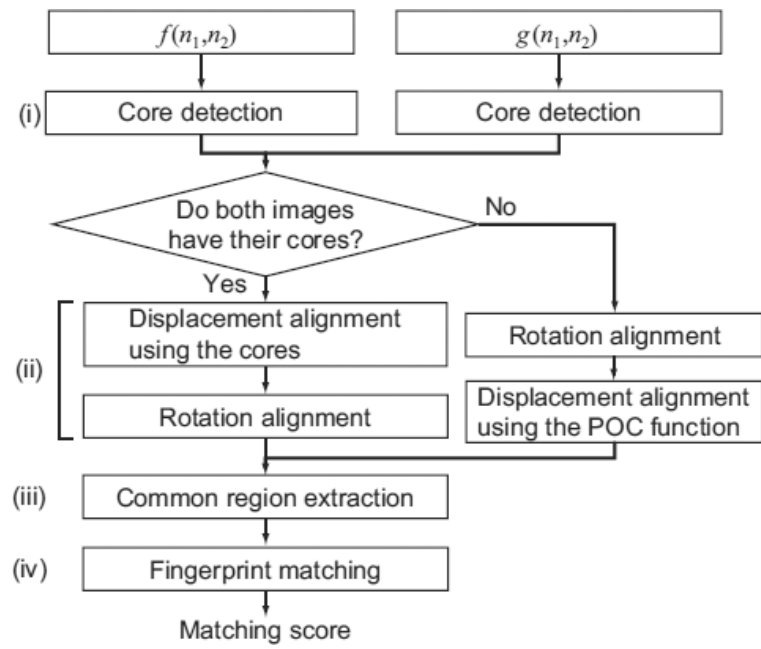 f(n₁,n₂)
g(n₁,n₂)
(i)
Core detection
Core detection
Do both images
have their cores?
No
Yes
(ii)
Displacement alignment
using the cores
Rotation alignment
Rotation alignment
Displacement alignment
using the POC function
(iii)
Common region extraction
(iv)
Fingerprint matching
Matching score